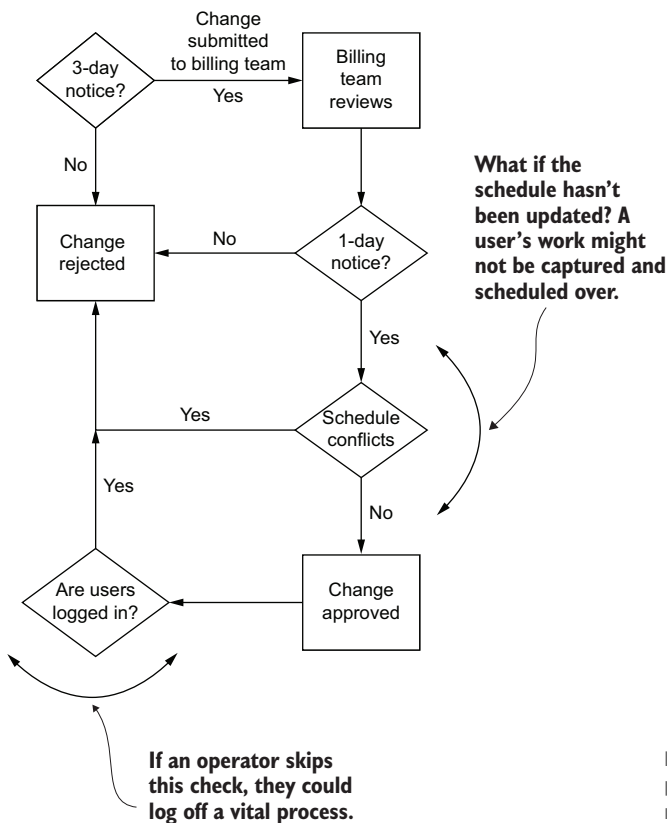 Change
submitted
to billing team
3-day
notice?
Yes
Billing
team
reviews
No
What if the
schedule hasn't
been updated? A
user's work might
not be captured and
scheduled over.
Change
rejected
No
1-day
notice?
Yes
Yes
Schedule
conflicts
Yes
No
Are users
logged in?
Change
approved
If an operator skips
this check, they could
log off a vital process.